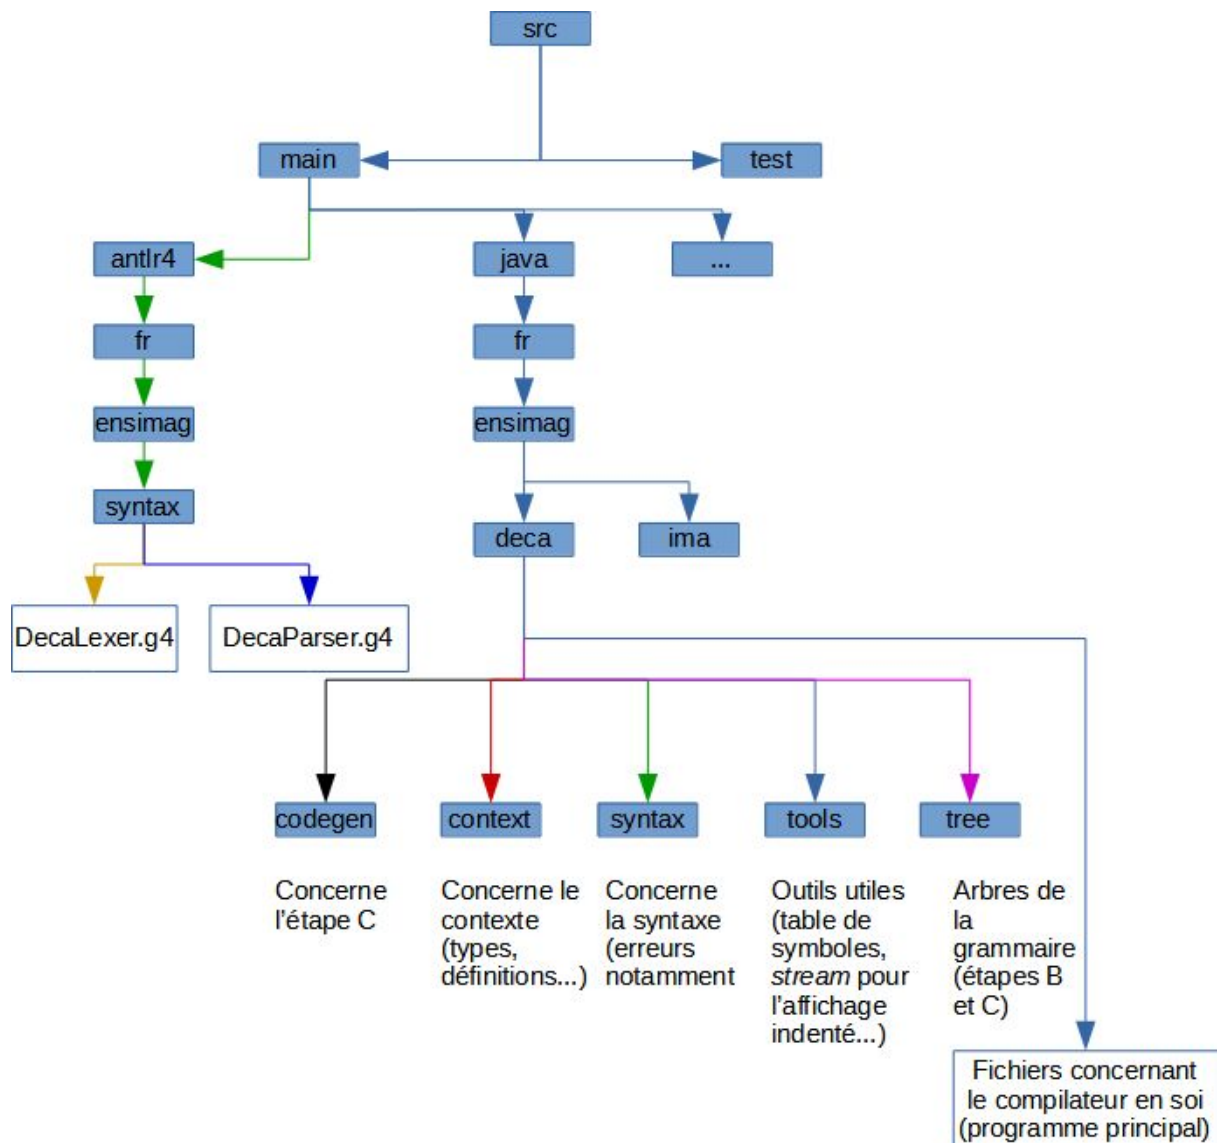 src
main
test
antlr4
java
...
fr
fr
ensimag
ensimag
syntax
deca
ima
DecaLexer.g4
DecaParser.g4
codegen
context
syntax
tools
tree
Concerne
l'étape C
Concerne le
contexte
(types,
définitions...)
Concerne
la syntaxe
(erreurs
notamment
Outils utiles
(table de
symboles,
stream pour
l'affichage
indenté...)
Arbres de
la
grammaire
(étapes B
et C)
Fichiers concernant
le compilateur en soi
(programme principal)